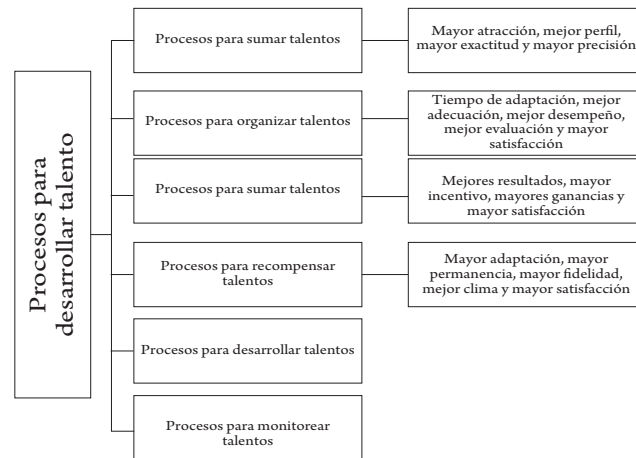 Procesos para
desarrollar talento
Procesos para sumar talentos
Mayor atracción, mejor perfil,
mayor exactitud y mayor precisión
Procesos para organizar talentos
Tiempo de adaptación, mejor
adecuación, mejor desempeño,
mejor evaluación y mayor
satisfacción
Procesos para sumar talentos
Mejores resultados, mayor
incentivo, mayores ganancias y
mayor satisfacción
Procesos para recompensar
talentos
Mayor adaptación, mayor
permanencia, mayor fidelidad,
mejor clima y mayor satisfacción
Procesos para desarrollar talentos
Procesos para monitorear
talentos